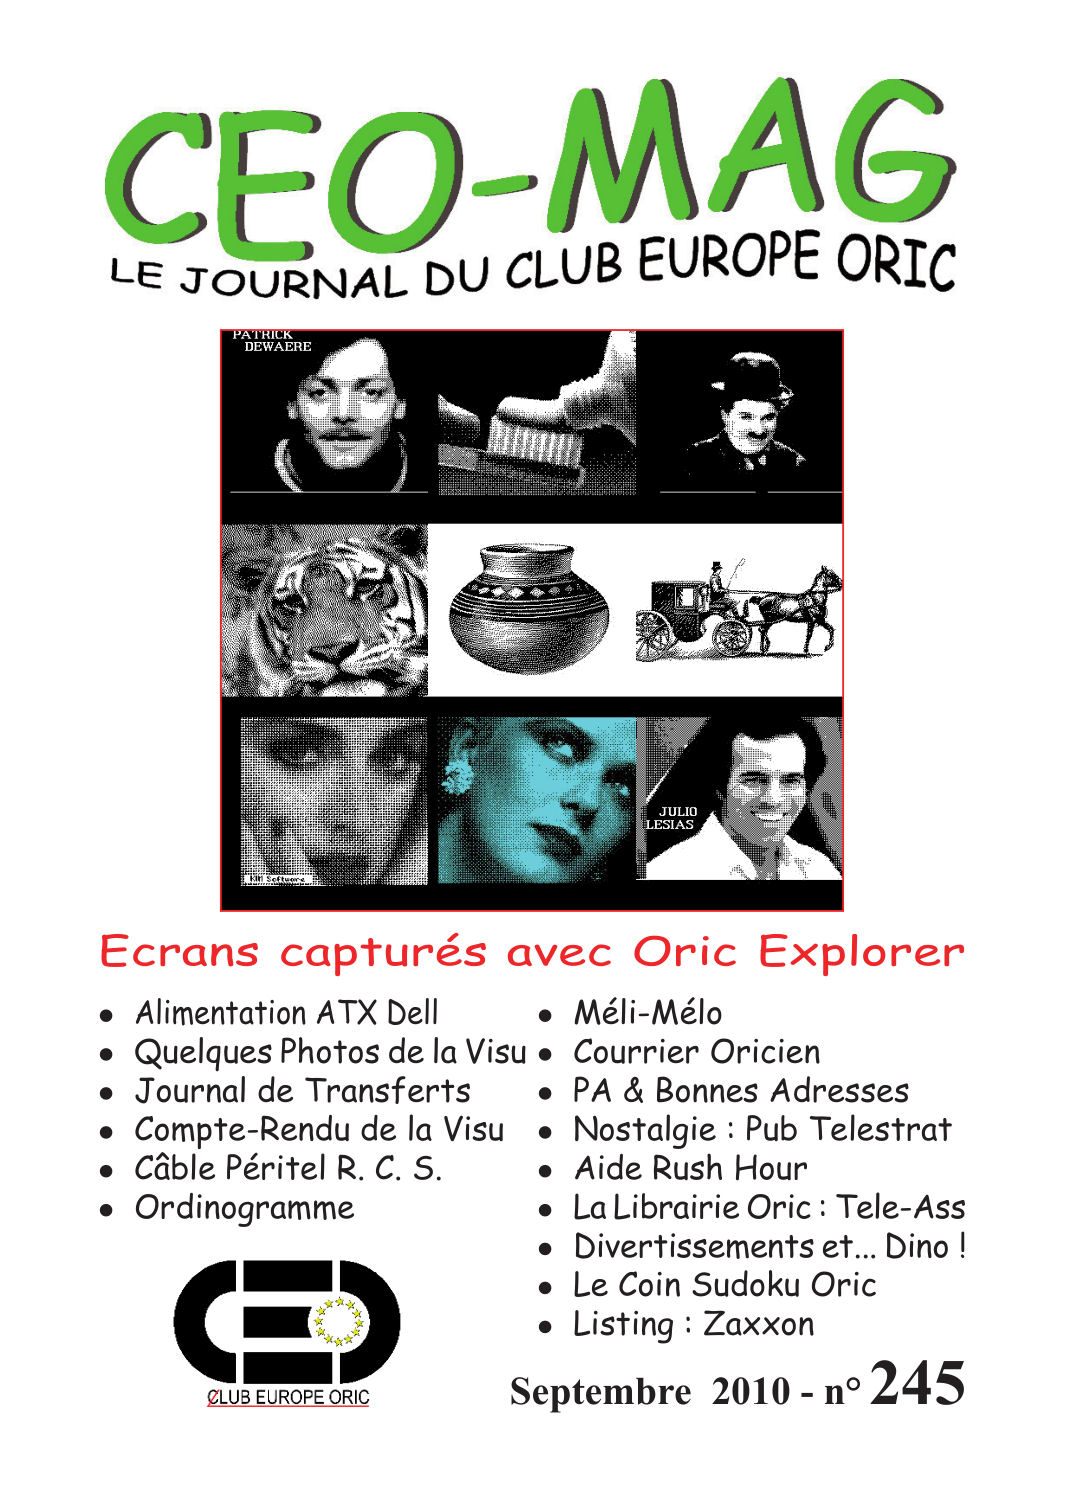 CEO-MAG
LE JOURNAL DU CLUB EUROPE ORIC
PATRICK
DEWAERE
KIM Software
JULIO
LESIAS
Ecrans capturés avec Oric Explorer
• Alimentation ATX Dell
• Quelques Photos de la Visu
• Journal de Transferts
• Compte-Rendu de la Visu
• Câble Péritel R. C. S.
• Ordinogramme
• Méli-Mélo
• Courrier Oricien
• PA & Bonnes Adresses
• Nostalgie : Pub Telestrat
• Aide Rush Hour
• La Librairie Oric : Tele-Ass
• Divertissements et... Dino !
• Le Coin Sudoku Oric
• Listing : Zaxxon
CEO
CLUB EUROPE ORIC
Septembre 2010 - n° 245